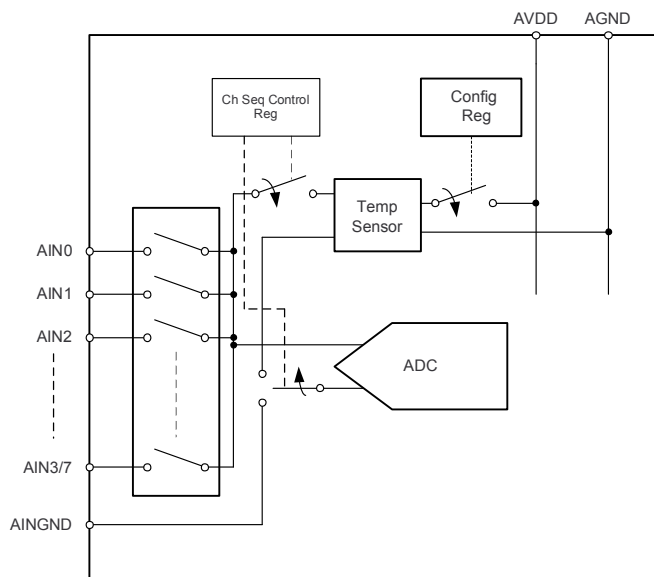 AVDD
AGND
Ch Seq Control
Reg
Config
Reg
Temp
Sensor
AIN0
AIN1
AIN2
ADC
AIN3/7
AINGND